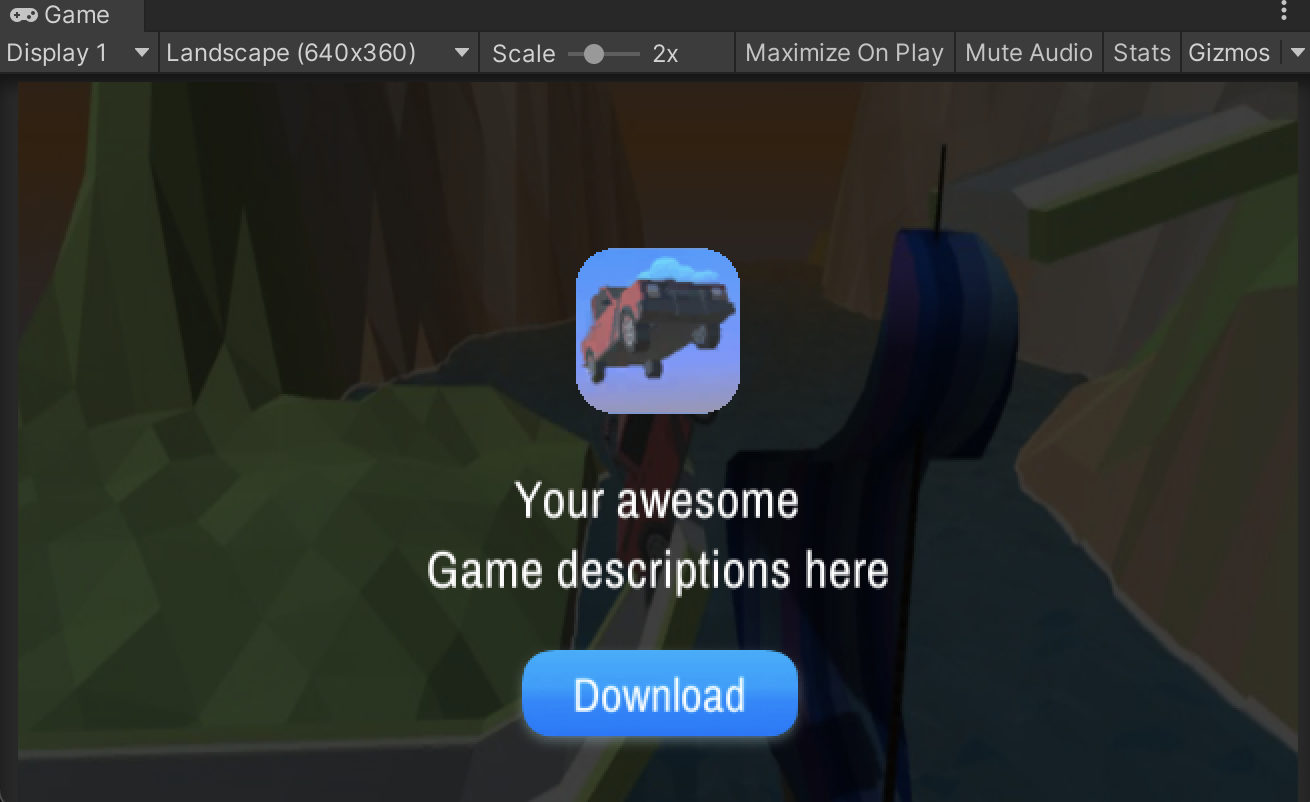 Game
Display 1 Landscape (640x360) Scale 2x Maximize On Play Mute Audio Stats Gizmos
Your awesome
Game descriptions here
Download